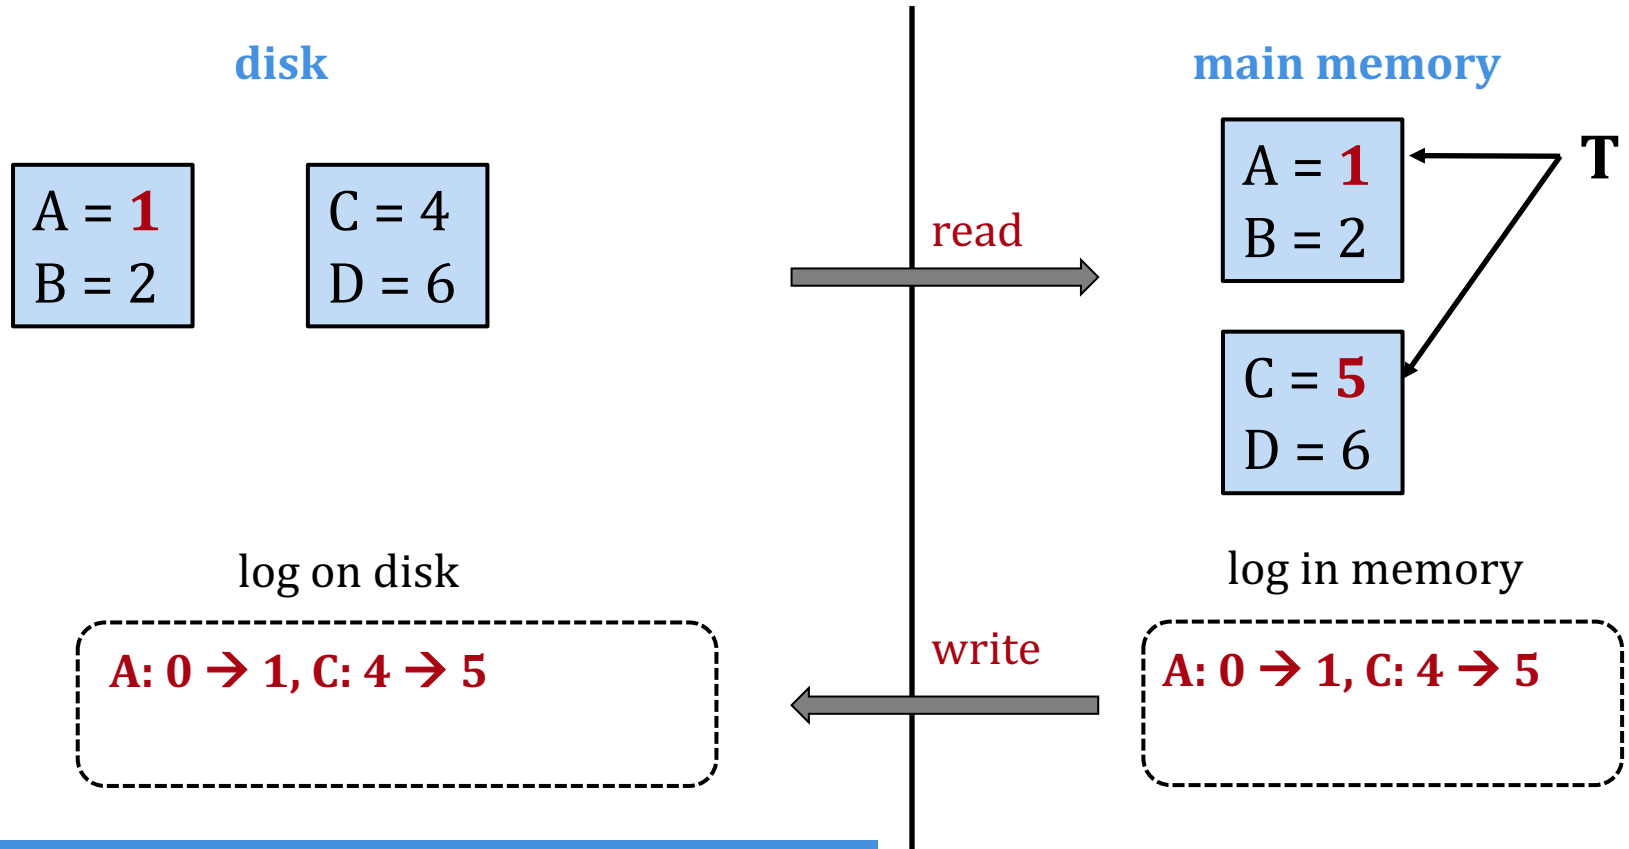 disk
main memory
A = 1
B = 2
C = 4
D = 6
read
A = 1
B = 2
T
C = 5
D = 6
log on disk
log in memory
A: 0 → 1, C: 4 → 5
write
A: 0 → 1, C: 4 → 5